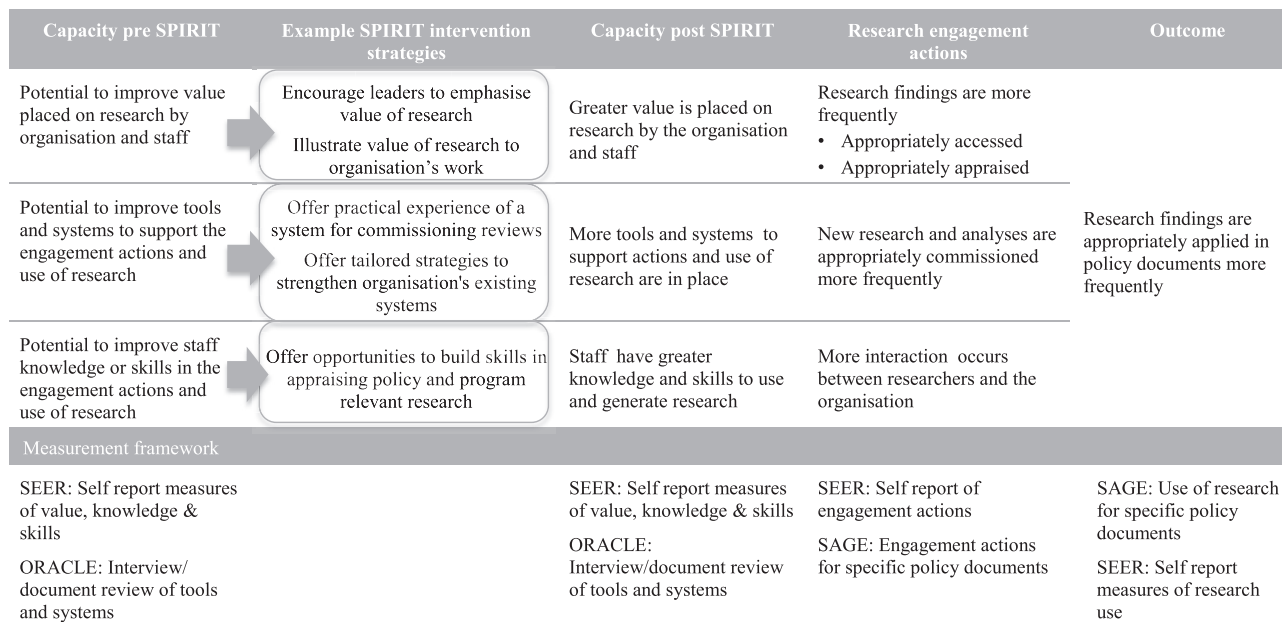 Capacity pre SPIRIT
Example SPIRIT intervention
strategies
Capacity post SPIRIT
Research engagement
actions
Outcome
Potential to improve value
placed on research by
organisation and staff
Encourage leaders to emphasise
value of research
Illustrate value of research to
organisation's work
Greater value is placed on
research by the organisation
and staff
Research findings are more
frequently
• Appropriately accessed
• Appropriately appraised
Potential to improve tools
and systems to support the
engagement actions and
use of research
Offer practical experience of a
system for commissioning reviews
Offer tailored strategies to
strengthen organisation's existing
systems
More tools and systems to
support actions and use of
research are in place
New research and analyses are
appropriately commissioned
more frequently
Research findings are
appropriately applied in
policy documents more
frequently
Potential to improve staff
knowledge or skills in the
engagement actions and
use of research
Offer opportunities to build skills in
appraising policy and program
relevant research
Staff have greater
knowledge and skills to use
and generate research
More interaction occurs
between researchers and the
organisation
Measurement framework
SEER: Self report measures
of value, knowledge &
skills
ORACLE: Interview/
document review of tools
and systems
SEER: Self report measures
of value, knowledge & skills
ORACLE:
Interview/document review
of tools and systems
SEER: Self report of
engagement actions
SAGE: Engagement actions
for specific policy documents
SAGE: Use of research
for specific policy
documents
SEER: Self report
measures of research
use